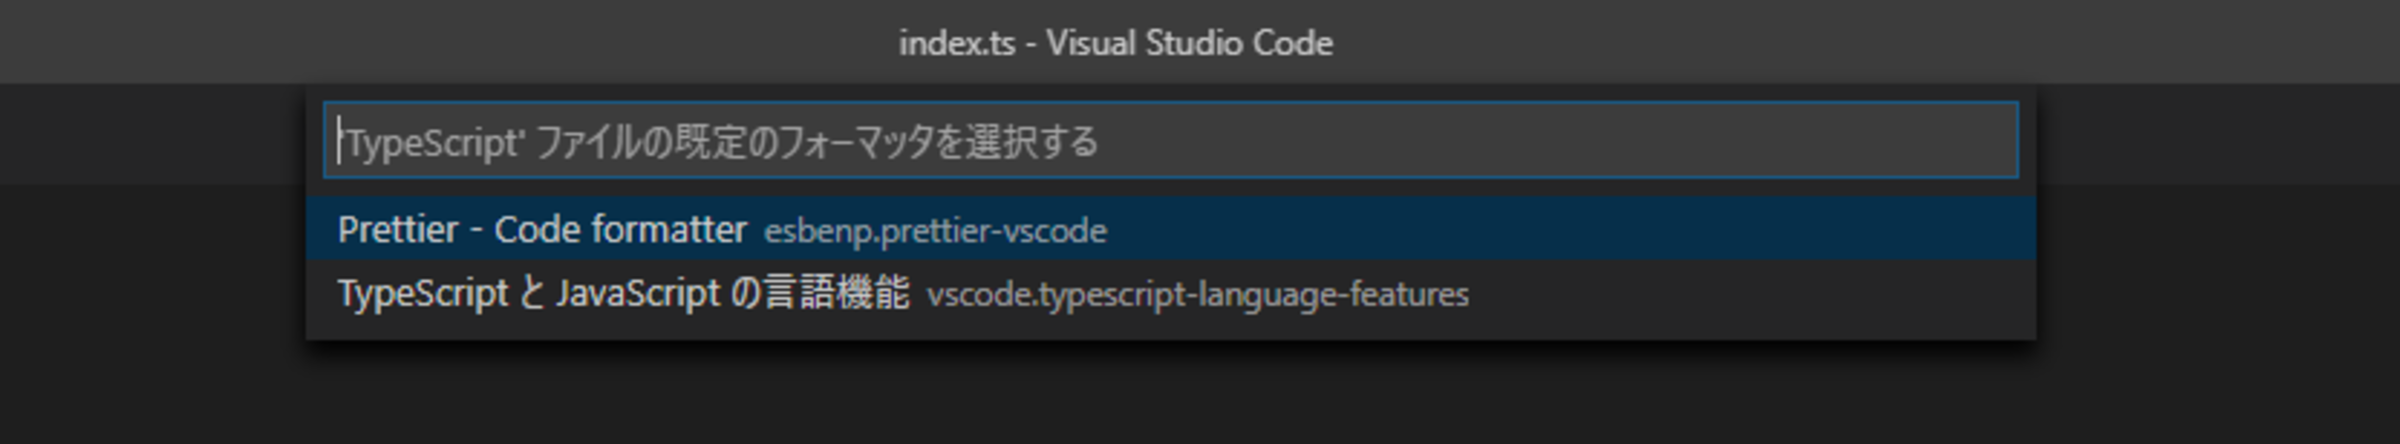 index.ts - Visual Studio Code
'TypeScript' ファイルの既定のフォーマッタを選択する
Prettier - Code formatter esbenp.prettier-vscode
TypeScript と JavaScript の言語機能 vscode.typescript-language-features